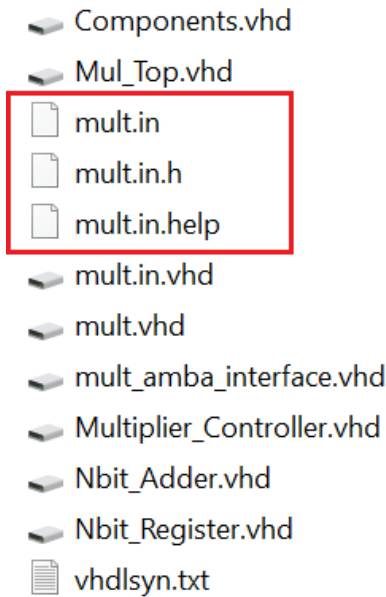 Components.vhd
Mul_Top.vhd
mult.in
mult.in.h
mult.in.help
mult.in.vhd
mult.vhd
mult_amba_interface.vhd
Multiplier_Controller.vhd
Nbit_Adder.vhd
Nbit_Register.vhd
vhdlsyn.txt